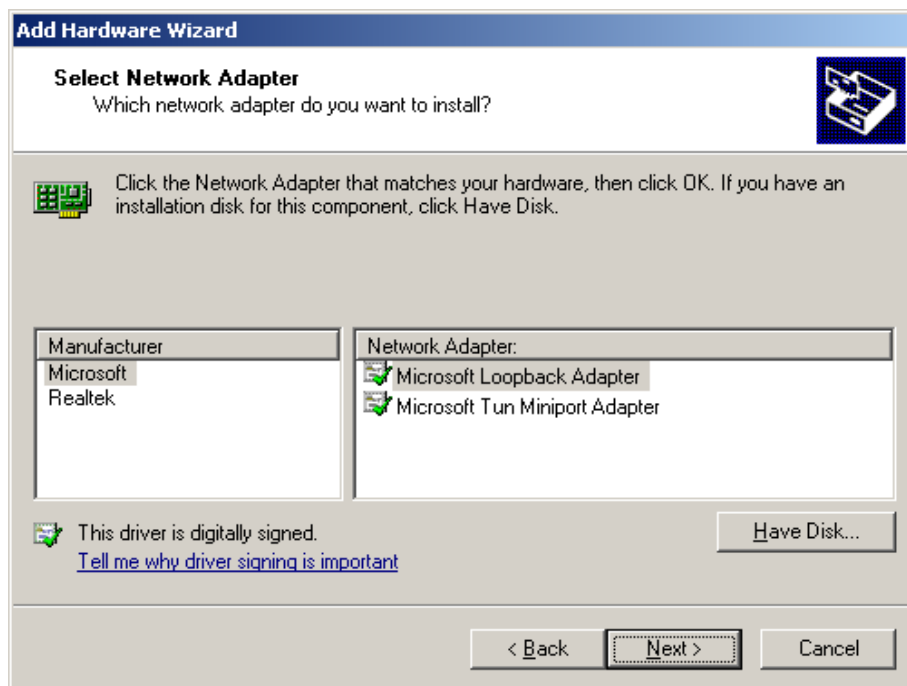 Add Hardware Wizard
Select Network Adapter
Which network adapter do you want to install?
Click the Network Adapter that matches your hardware, then click OK. If you have an
installation disk for this component, click Have Disk.
Manufacturer
Microsoft
Realtek
Network Adapter:
Microsoft Loopback Adapter
Microsoft Tun Miniport Adapter
This driver is digitally signed.
Tell me why driver signing is important
Have Disk...
< Back
Next >
Cancel